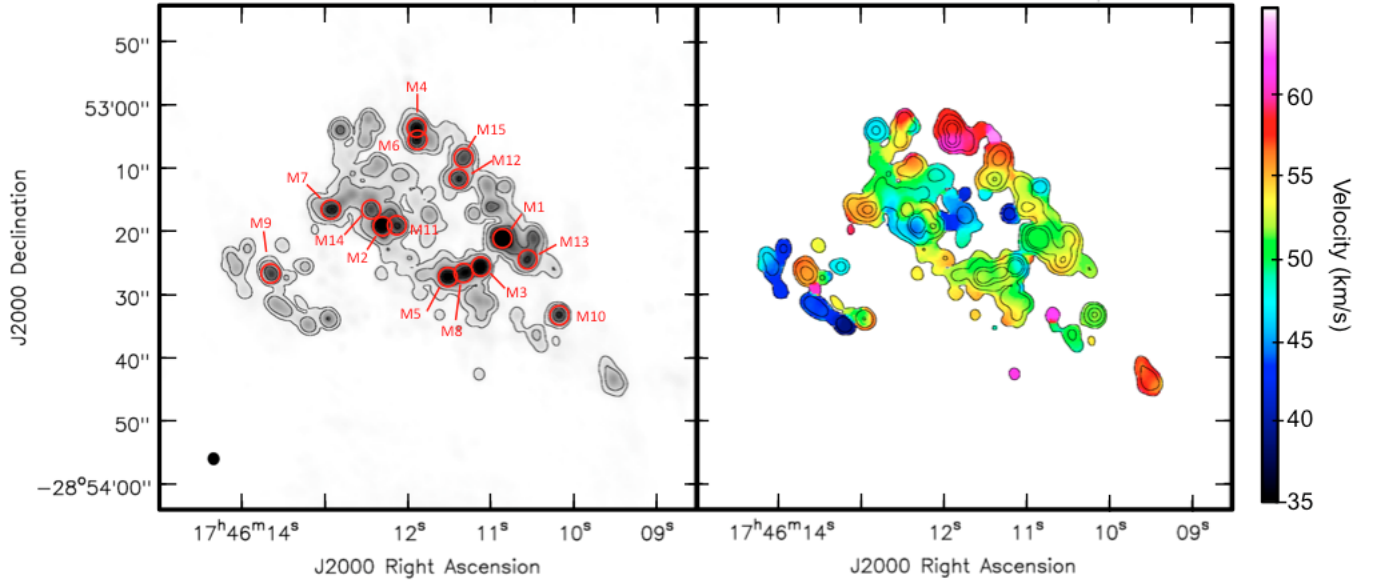 50"
53'00"
10"
20"
30"
40"
50"
−28°54'00"
J2000 Declination
M4
M15
M6
M12
M7
M1
M9
M14
M11
M13
M2
M3
M5
M8
M10
17ʰ46ᵐ14ˢ
12ˢ
11ˢ
10ˢ
09ˢ
J2000 Right Ascension
17ʰ46ᵐ14ˢ
12ˢ
11ˢ
10ˢ
09ˢ
J2000 Right Ascension
60
55
50
45
40
35
Velocity (km/s)